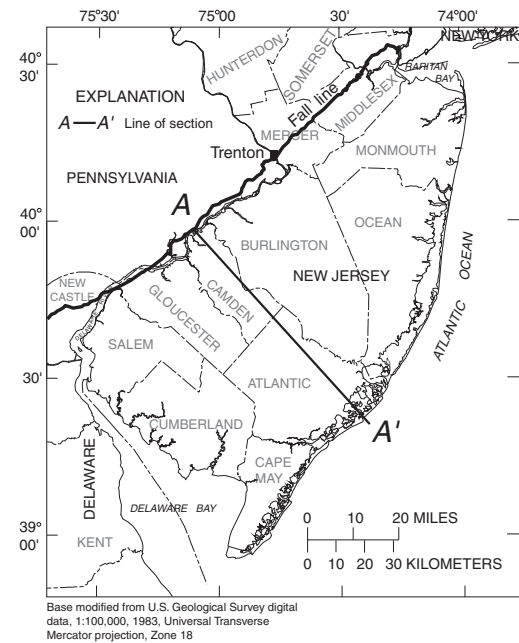 75°30' 75°00' 30' 74°00'
NEW YORK
40°
30'
HUNTERDON
SOMERSET
RARITAN
BAY
EXPLANATION
A A' Line of section
Fall line
MIDDLESEX
MERCER
Trenton
MONMOUTH
PENNSYLVANIA
A
40°
00'
OCEAN
BURLINGTON
NEW JERSEY
ATLANTIC OCEAN
NEW
CASTLE
GLOUCESTER
CAMDEN
SALEM
30'
ATLANTIC
A'
CUMBERLAND
CAPE
MAY
DELAWARE
DELAWARE BAY
0 10 20 MILES
0 10 20 30 KILOMETERS
39°
00'
KENT
Base modified from U.S. Geological Survey digital
data, 1:100,000, 1983, Universal Transverse
Mercator projection, Zone 18